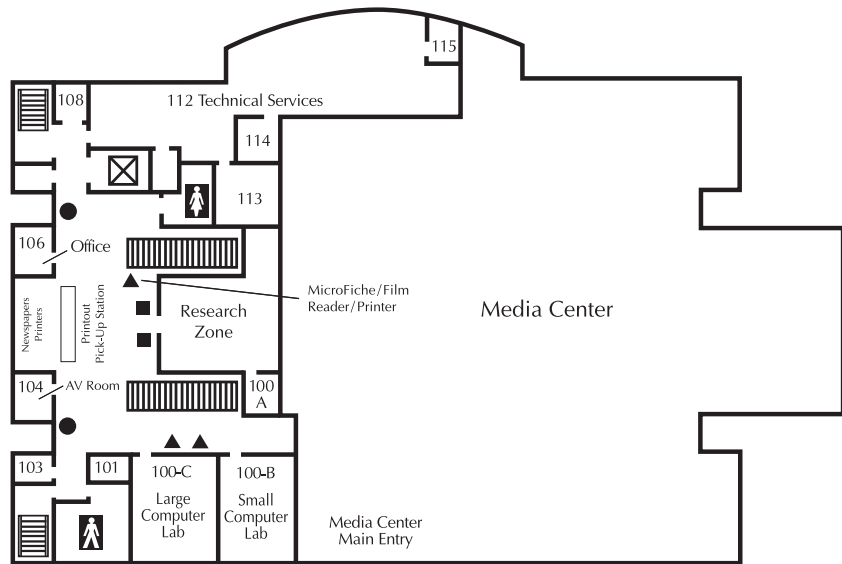 115
108
112 Technical Services
114
113
106
Office
MicroFiche/Film
Reader/Printer
Newspapers
Printers
Printout
Pick-Up Station
Research
Zone
Media Center
104
AV Room
100
A
103
101
100-C
Large
Computer
Lab
100-B
Small
Computer
Lab
Media Center
Main Entry